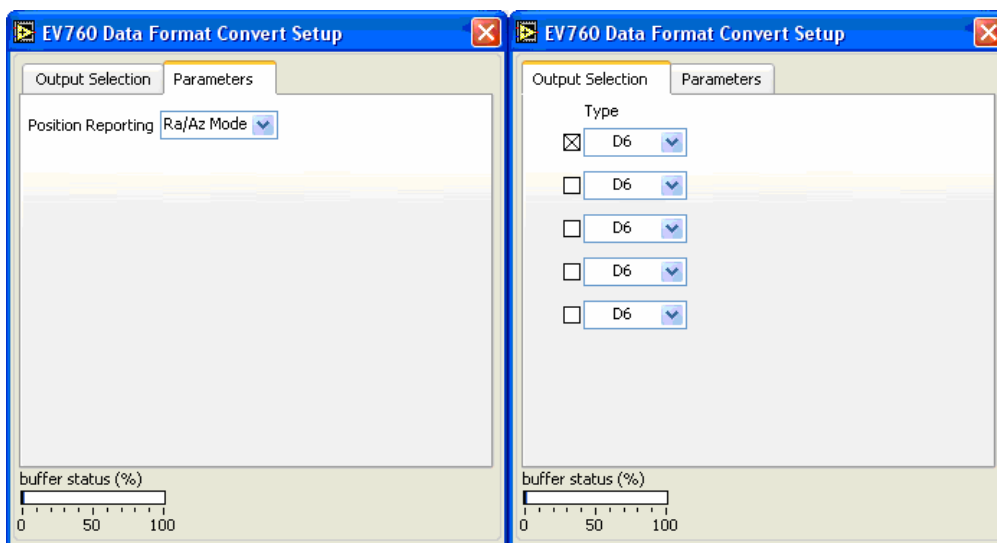 EV760 Data Format Convert Setup
Output Selection Parameters
Position Reporting Ra/Az Mode
buffer status (%)
0 50 100
EV760 Data Format Convert Setup
Output Selection Parameters
Type
D6
D6
D6
D6
D6
buffer status (%)
0 50 100